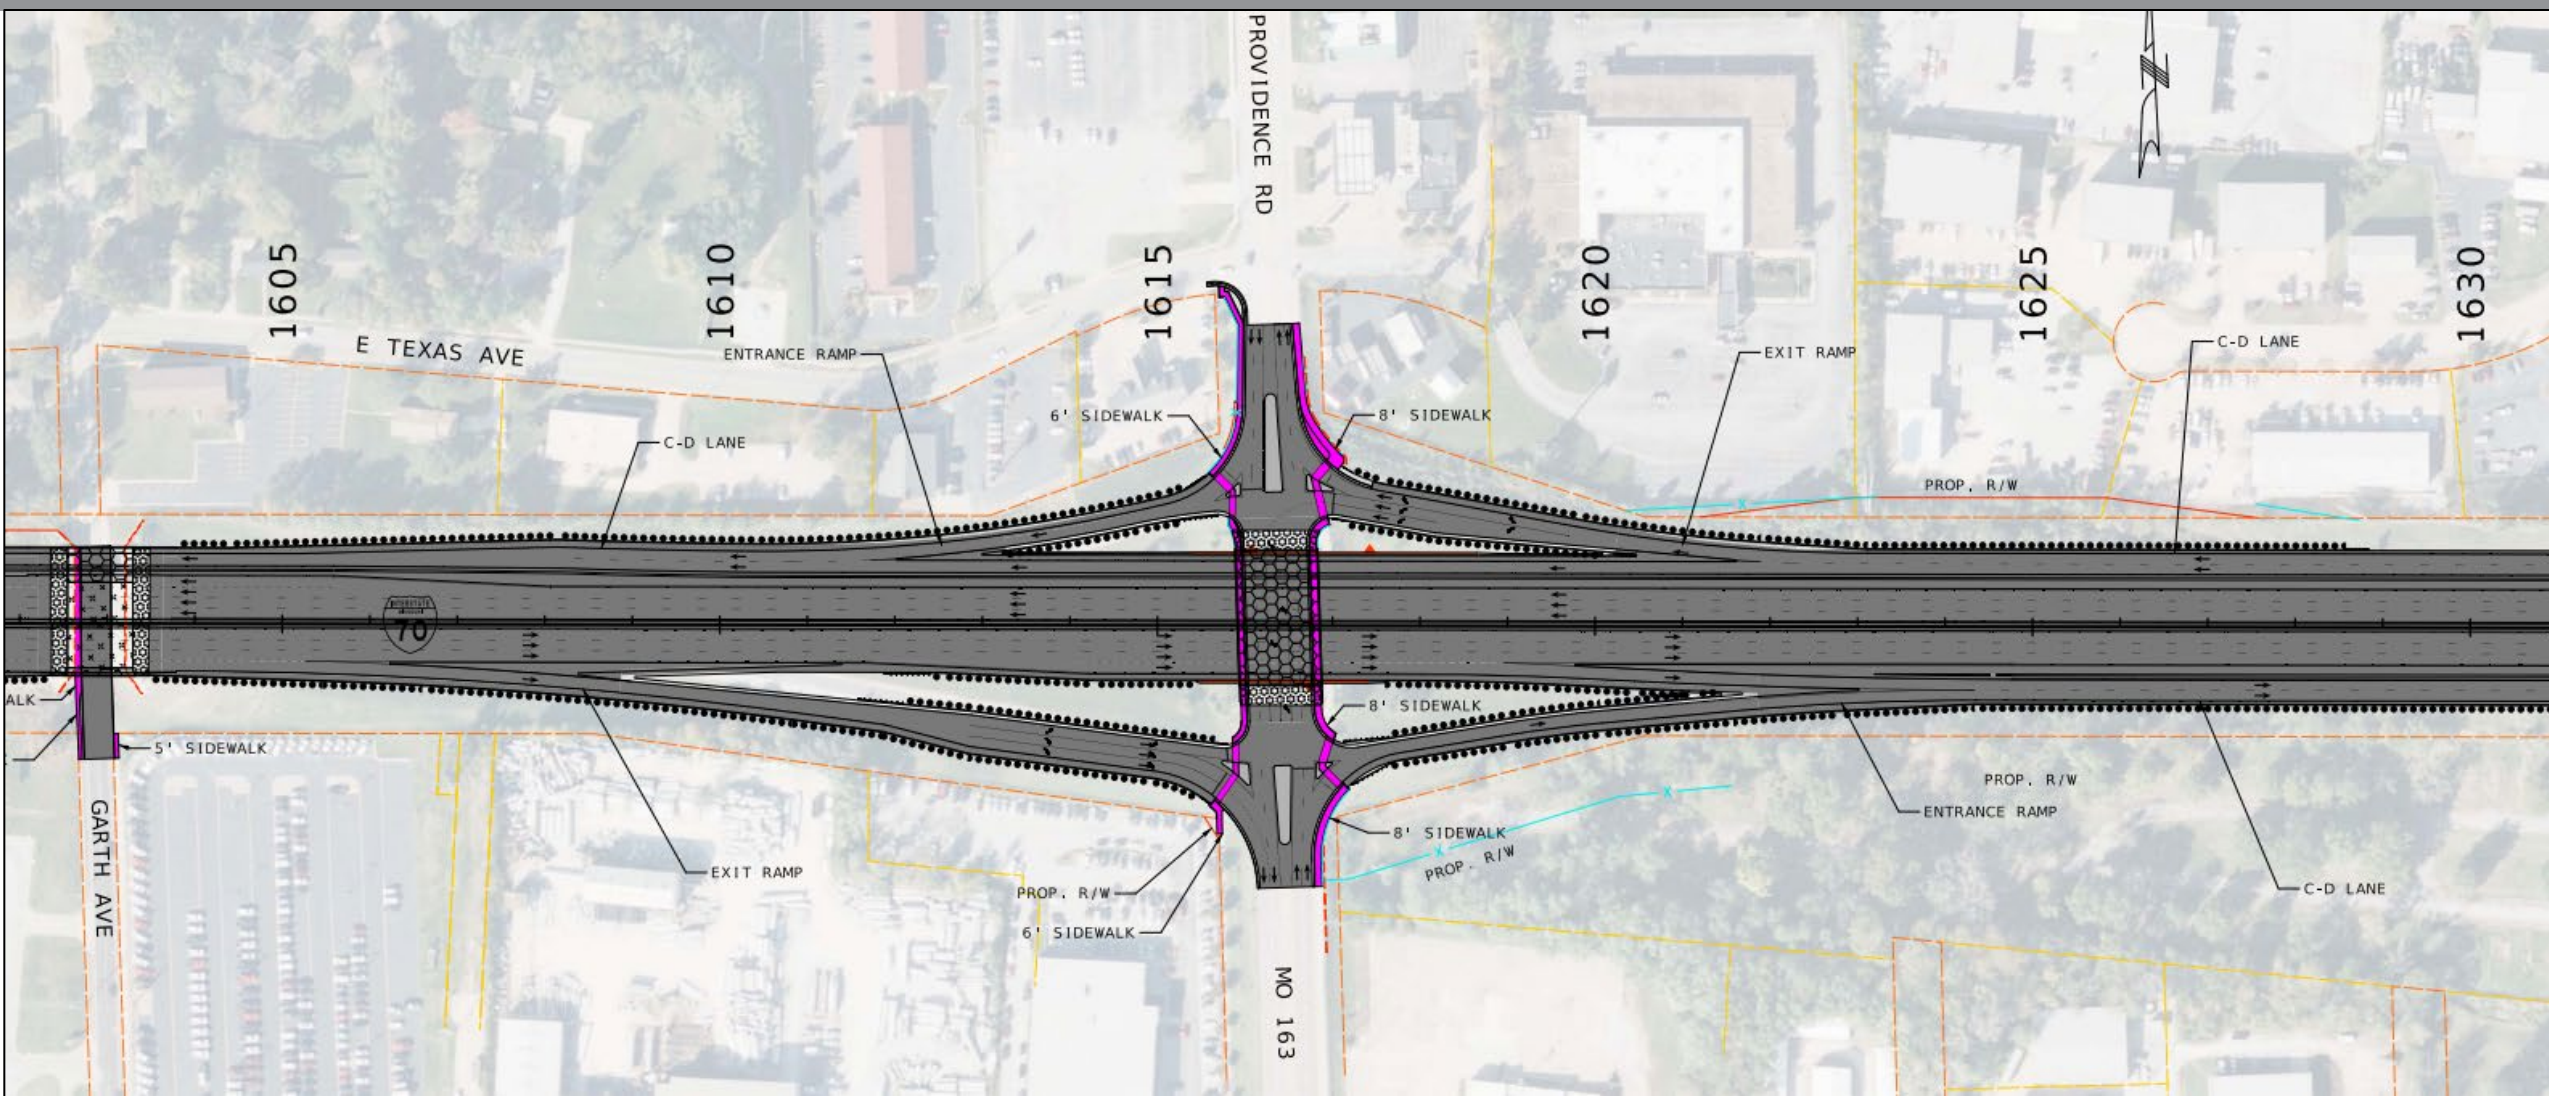 PROVIDENCE RD
1605
1610
1615
1620
1625
1630
E TEXAS AVE
ENTRANCE RAMP
EXIT RAMP
C-D LANE
6' SIDEWALK
8' SIDEWALK
C-D LANE
PROP. R/W
INTERSTATE
70
ALK
8' SIDEWALK
5' SIDEWALK
PROP. R/W
ENTRANCE RAMP
8' SIDEWALK
PROP. R/W
GARTH AVE
EXIT RAMP
PROP. R/W
C-D LANE
6' SIDEWALK
MO 163